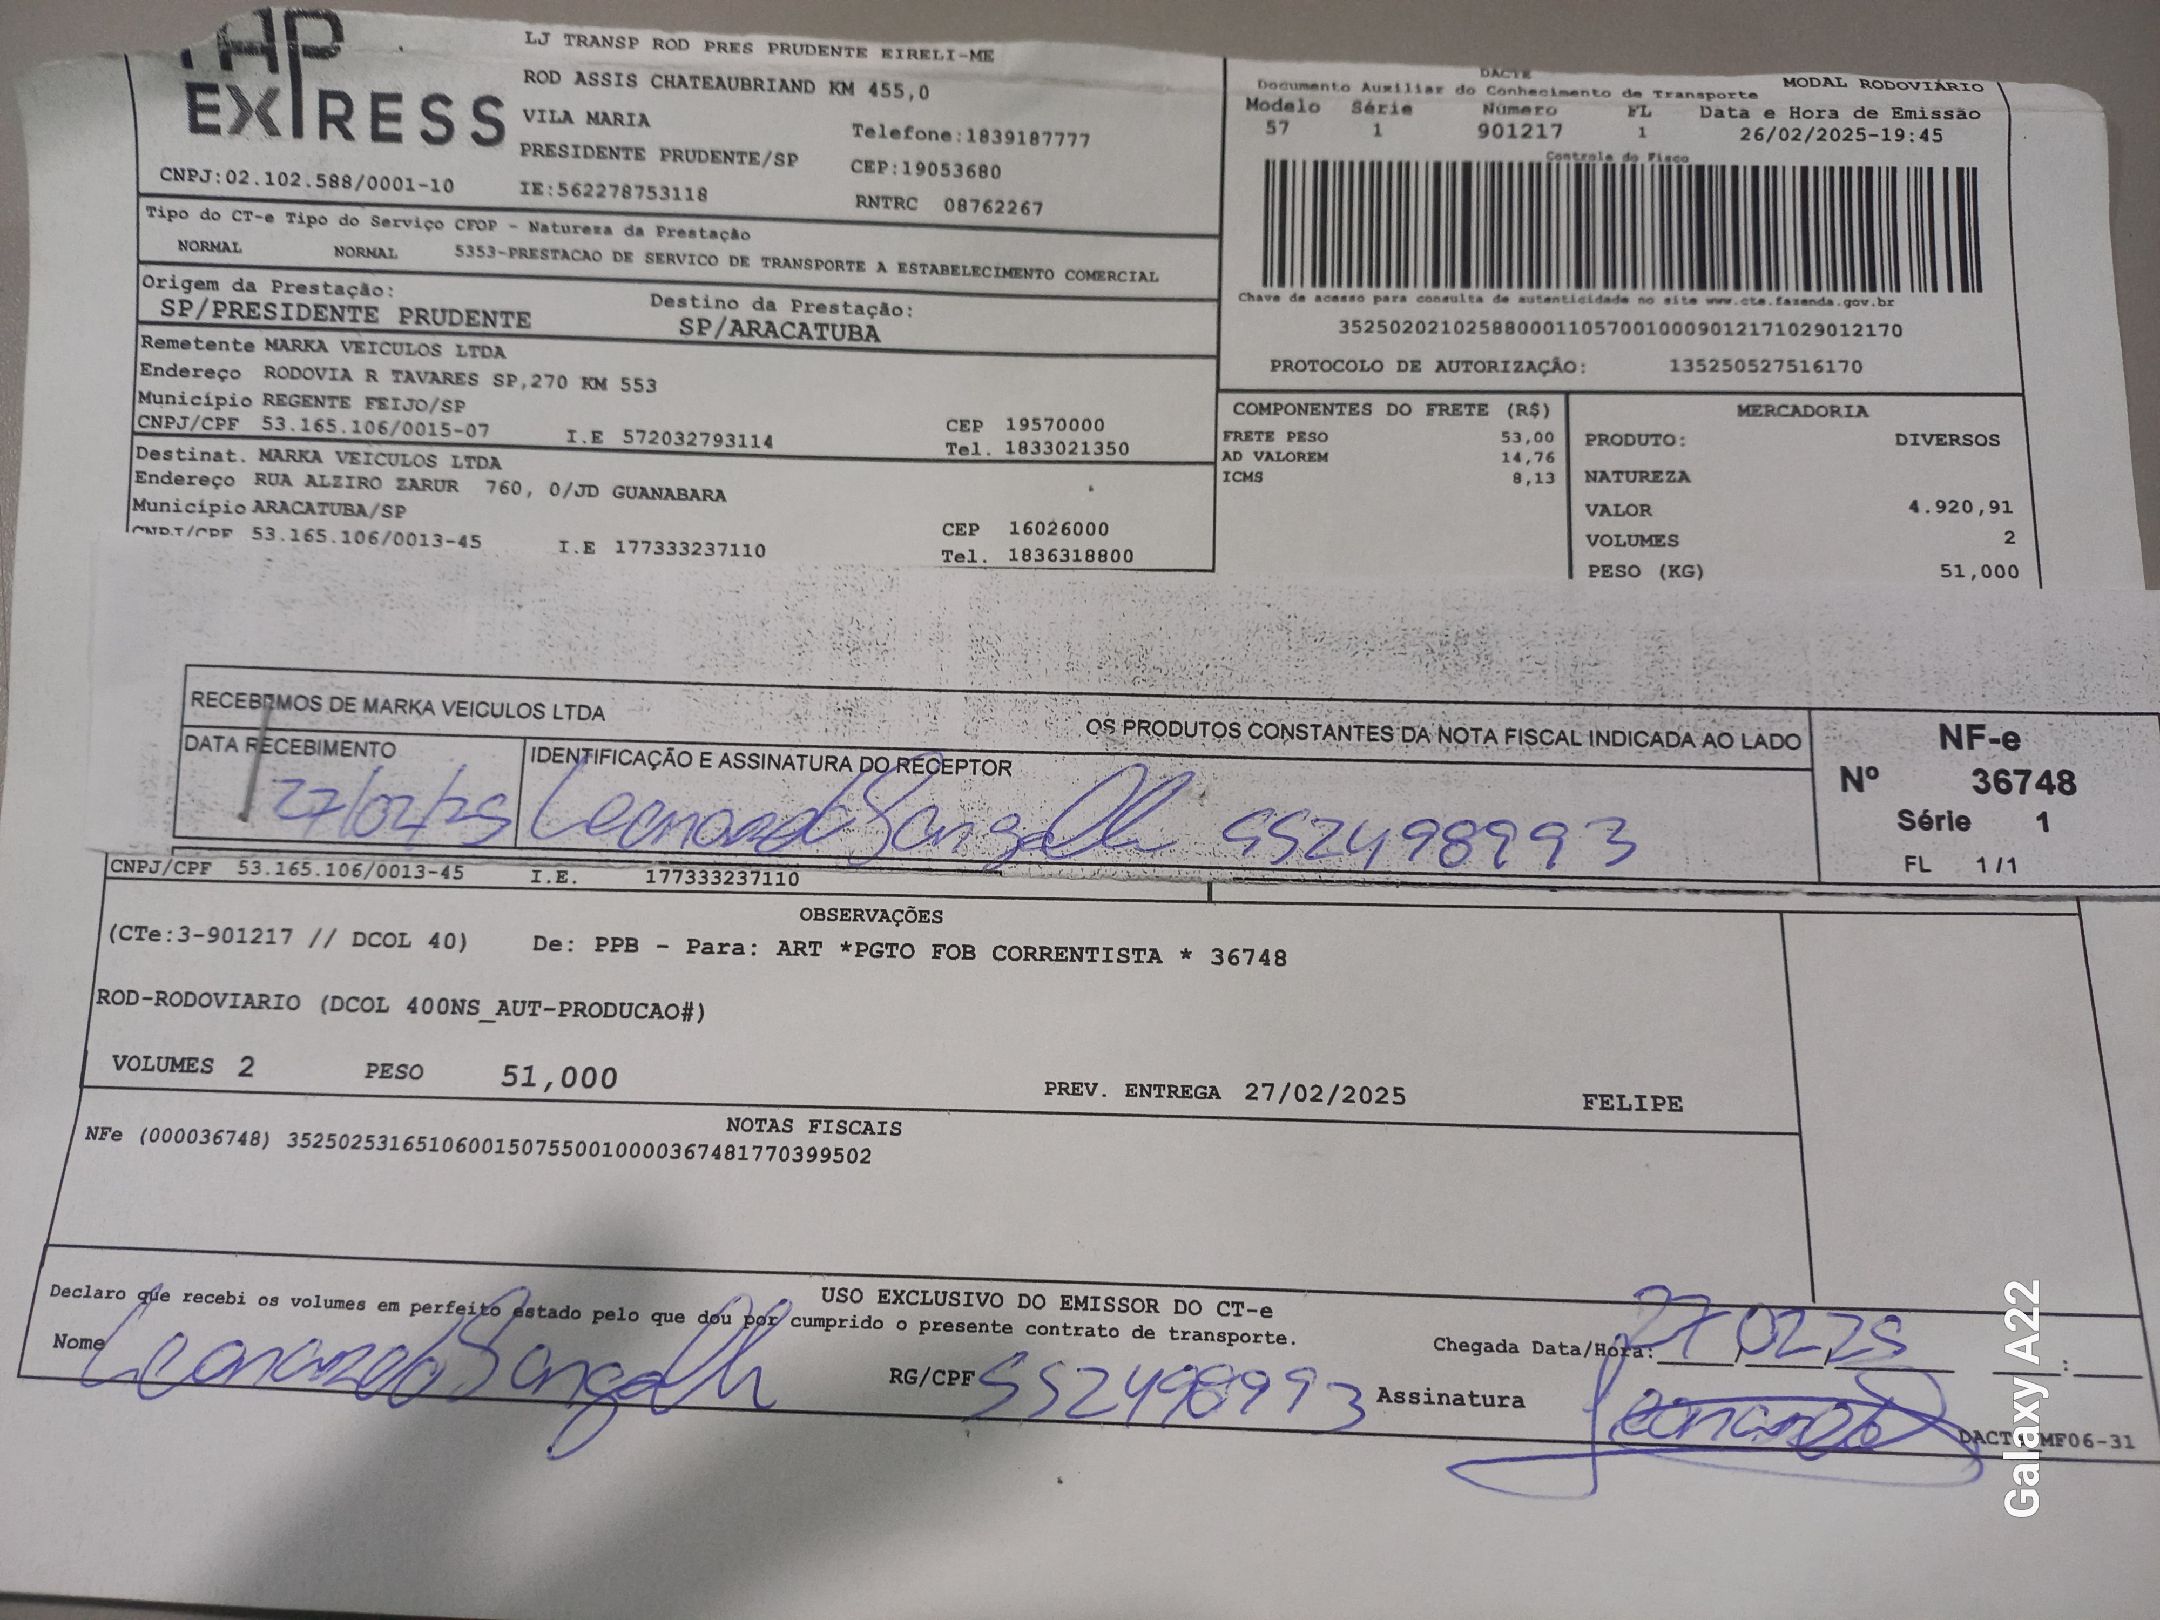 EXPRESS
LJ TRANSP ROD PRES PRUDENTE EIRELI-ME
ROD ASSIS CHATEAUBRIAND KM 455,0
VILA MARIA
Telefone:1839187777
PRESIDENTE PRUDENTE/SP
CEP:19053680
CNPJ:02.102.588/0001-10
IE:562278753118
RNTRC 08762267
DACTE
MODAL RODOVIÁRIO
Documento Auxiliar do Conhecimento de Transporte
Modelo Série Número FL Data e Hora de Emissão
57 1 901217 1 26/02/2025-19:45
Controle do Fisco
Chave de acesso para consulta de autenticidade no site www.cte.fazenda.gov.br
35250202102588000110570010009012171029012170
PROTOCOLO DE AUTORIZAÇÃO: 135250527516170
Tipo do CT-e Tipo do Serviço CFOP - Natureza da Prestação
NORMAL NORMAL 5353-PRESTACAO DE SERVICO DE TRANSPORTE A ESTABELECIMENTO COMERCIAL
Origem da Prestação: Destino da Prestação:
SP/PRESIDENTE PRUDENTE SP/ARACATUBA
Remetente MARKA VEICULOS LTDA
Endereço RODOVIA R TAVARES SP,270 KM 553
Município REGENTE FEIJO/SP
CEP 19570000
CNPJ/CPF 53.165.106/0015-07 I.E 572032793114 Tel. 1833021350
Destinat. MARKA VEICULOS LTDA
Endereço RUA ALZIRO ZARUR 760, 0/JD GUANABARA
Município ARACATUBA/SP
CEP 16026000
CNPJ/CPF 53.165.106/0013-45 I.E 177333237110 Tel. 1836318800
COMPONENTES DO FRETE (R$)
FRETE PESO 53,00
AD VALOREM 14,76
ICMS 8,13
MERCADORIA
PRODUTO: DIVERSOS
NATUREZA
VALOR 4.920,91
VOLUMES 2
PESO (KG) 51,000
RECEBEMOS DE MARKA VEICULOS LTDA OS PRODUTOS CONSTANTES DA NOTA FISCAL INDICADA AO LADO
DATA RECEBIMENTO IDENTIFICAÇÃO E ASSINATURA DO RECEPTOR
27/02/25 Leonardo Sangalli 552498993
NF-e
Nº 36748
Série 1
FL 1/1
CNPJ/CPF 53.165.106/0013-45 I.E. 177333237110
OBSERVAÇÕES
(CTe:3-901217 // DCOL 40) De: PPB - Para: ART *PGTO FOB CORRENTISTA * 36748
ROD-RODOVIARIO (DCOL 400NS_AUT-PRODUCAO#)
VOLUMES 2 PESO 51,000 PREV. ENTREGA 27/02/2025 FELIPE
NOTAS FISCAIS
NFe (000036748) 35250253165106001507550010000367481770399502
USO EXCLUSIVO DO EMISSOR DO CT-e
Declaro que recebi os volumes em perfeito estado pelo que dou por cumprido o presente contrato de transporte.
Nome Leonardo Sangalli RG/CPF 552498993
Chegada Data/Hora: 27 02 25 :
Assinatura Leonardo
DACTE MF06-31
Galaxy A22